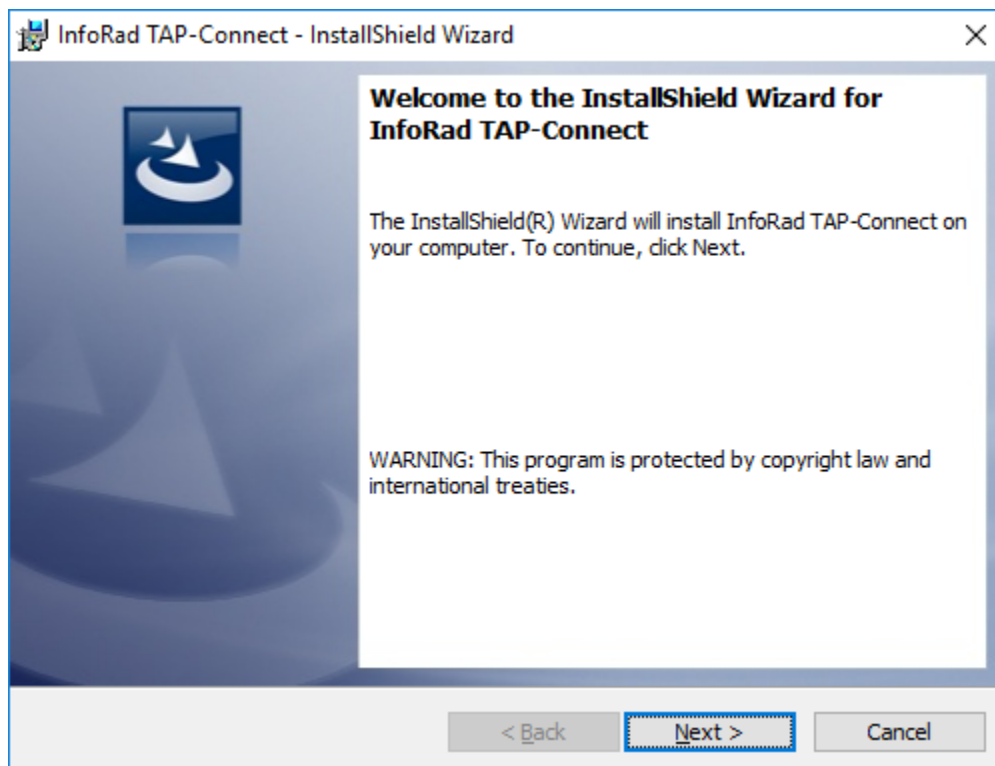 InfoRad TAP-Connect - InstallShield Wizard
Welcome to the InstallShield Wizard for
InfoRad TAP-Connect
The InstallShield(R) Wizard will install InfoRad TAP-Connect on
your computer. To continue, click Next.
WARNING: This program is protected by copyright law and
international treaties.
< Back
Next >
Cancel